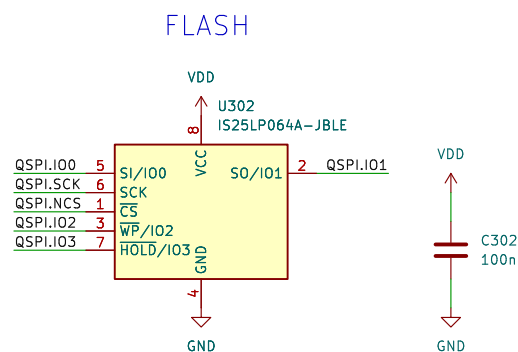 FLASH
VDD
U302
IS25LP064A-JBLE
8
VCC
QSPI.IO0 5 SI/IO0 SO/IO1 2 QSPI.IO1
QSPI.SCK 6 SCK
QSPI.NCS 1 CS
QSPI.IO2 3 WP/IO2
QSPI.IO3 7 HOLD/IO3
GND
4
GND
VDD
C302
100n
GND